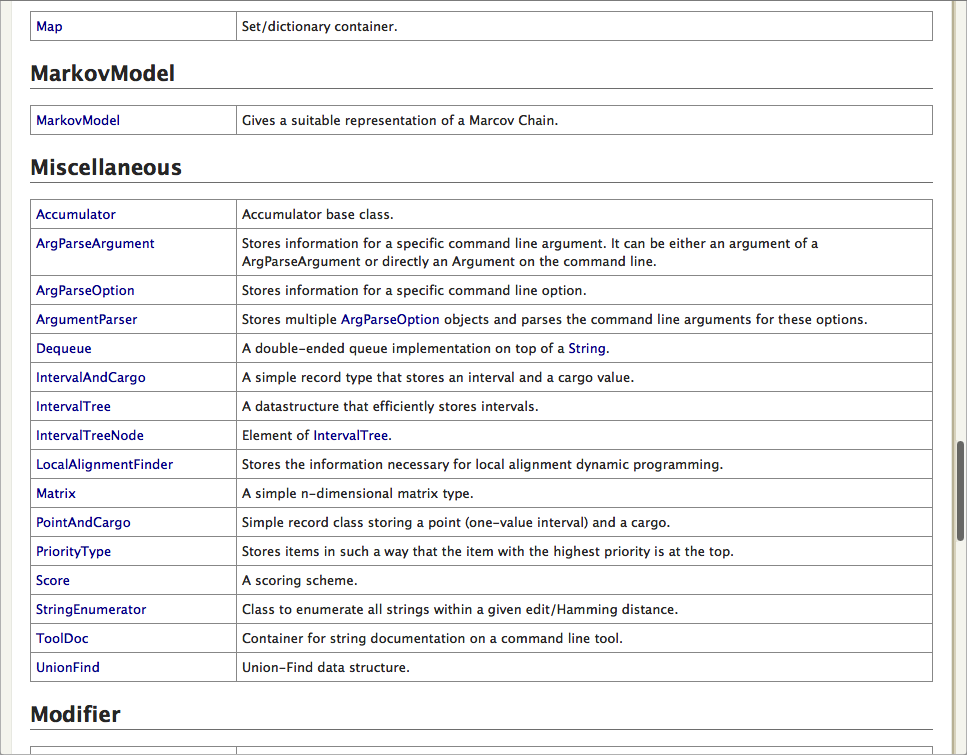 Map Set/dictionary container.
MarkovModel
MarkovModel Gives a suitable representation of a Marcov Chain.
Miscellaneous
Accumulator Accumulator base class.
ArgParseArgument Stores information for a specific command line argument. It can be either an argument of a
ArgParseArgument or directly an Argument on the command line.
ArgParseOption Stores information for a specific command line option.
ArgumentParser Stores multiple ArgParseOption objects and parses the command line arguments for these options.
Dequeue A double-ended queue implementation on top of a String.
IntervalAndCargo A simple record type that stores an interval and a cargo value.
IntervalTree A datastructure that efficiently stores intervals.
IntervalTreeNode Element of IntervalTree.
LocalAlignmentFinder Stores the information necessary for local alignment dynamic programming.
Matrix A simple n-dimensional matrix type.
PointAndCargo Simple record class storing a point (one-value interval) and a cargo.
PriorityType Stores items in such a way that the item with the highest priority is at the top.
Score A scoring scheme.
StringEnumerator Class to enumerate all strings within a given edit/Hamming distance.
ToolDoc Container for string documentation on a command line tool.
UnionFind Union-Find data structure.
Modifier